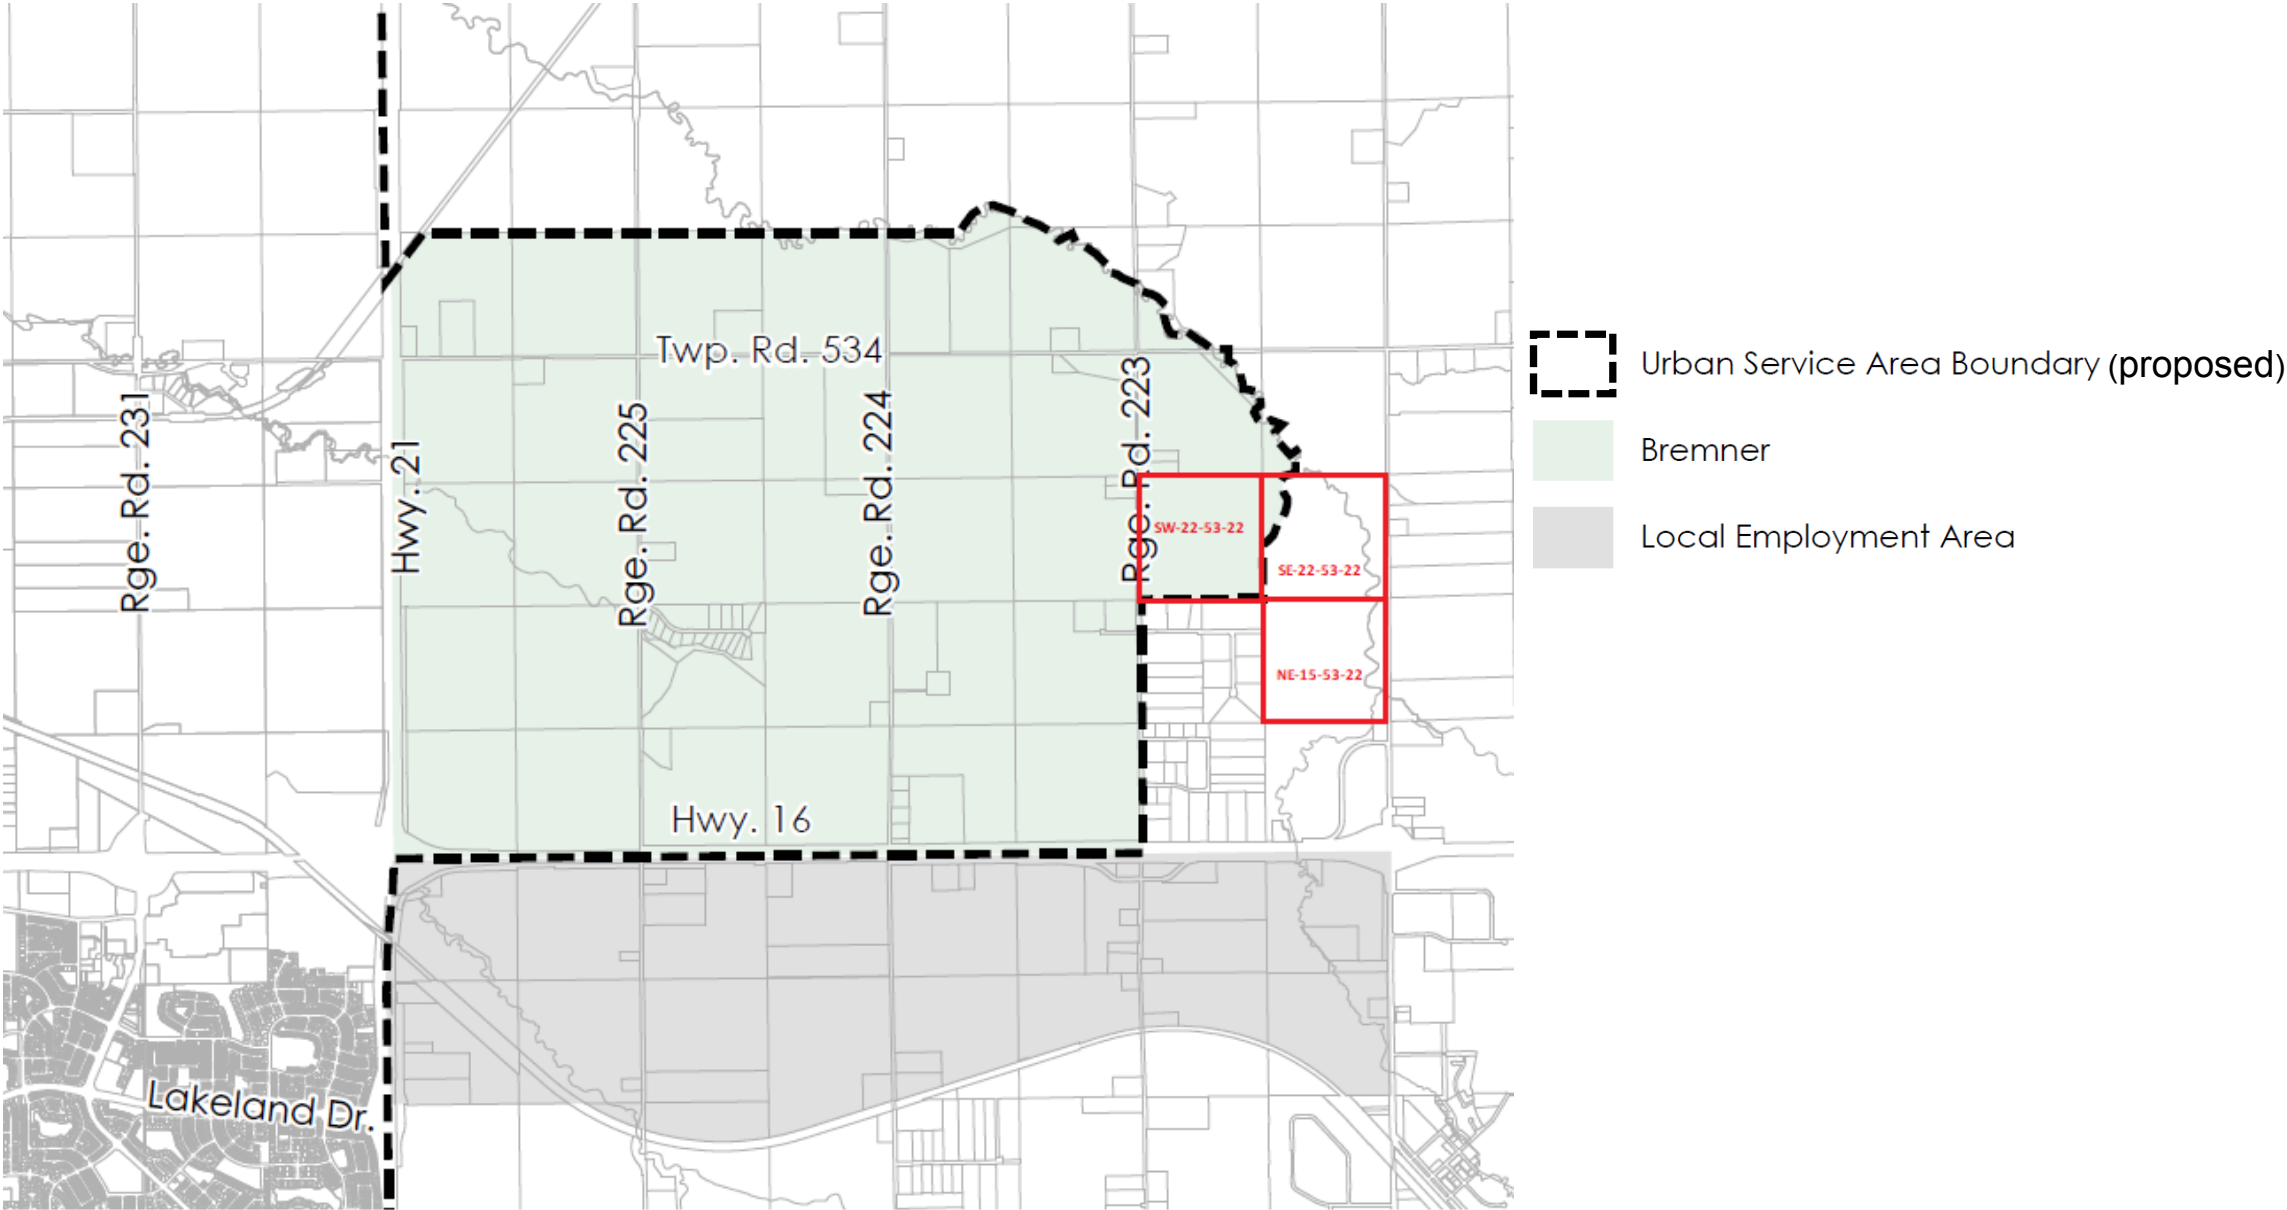 Twp. Rd. 534
Rge. Rd. 231
Hwy. 21
Rge. Rd. 225
Rge. Rd. 224
Rge. Rd. 223
SW-22-53-22
SE-22-53-22
NE-15-53-22
Hwy. 16
Lakeland Dr.
Urban Service Area Boundary (proposed)
Bremner
Local Employment Area